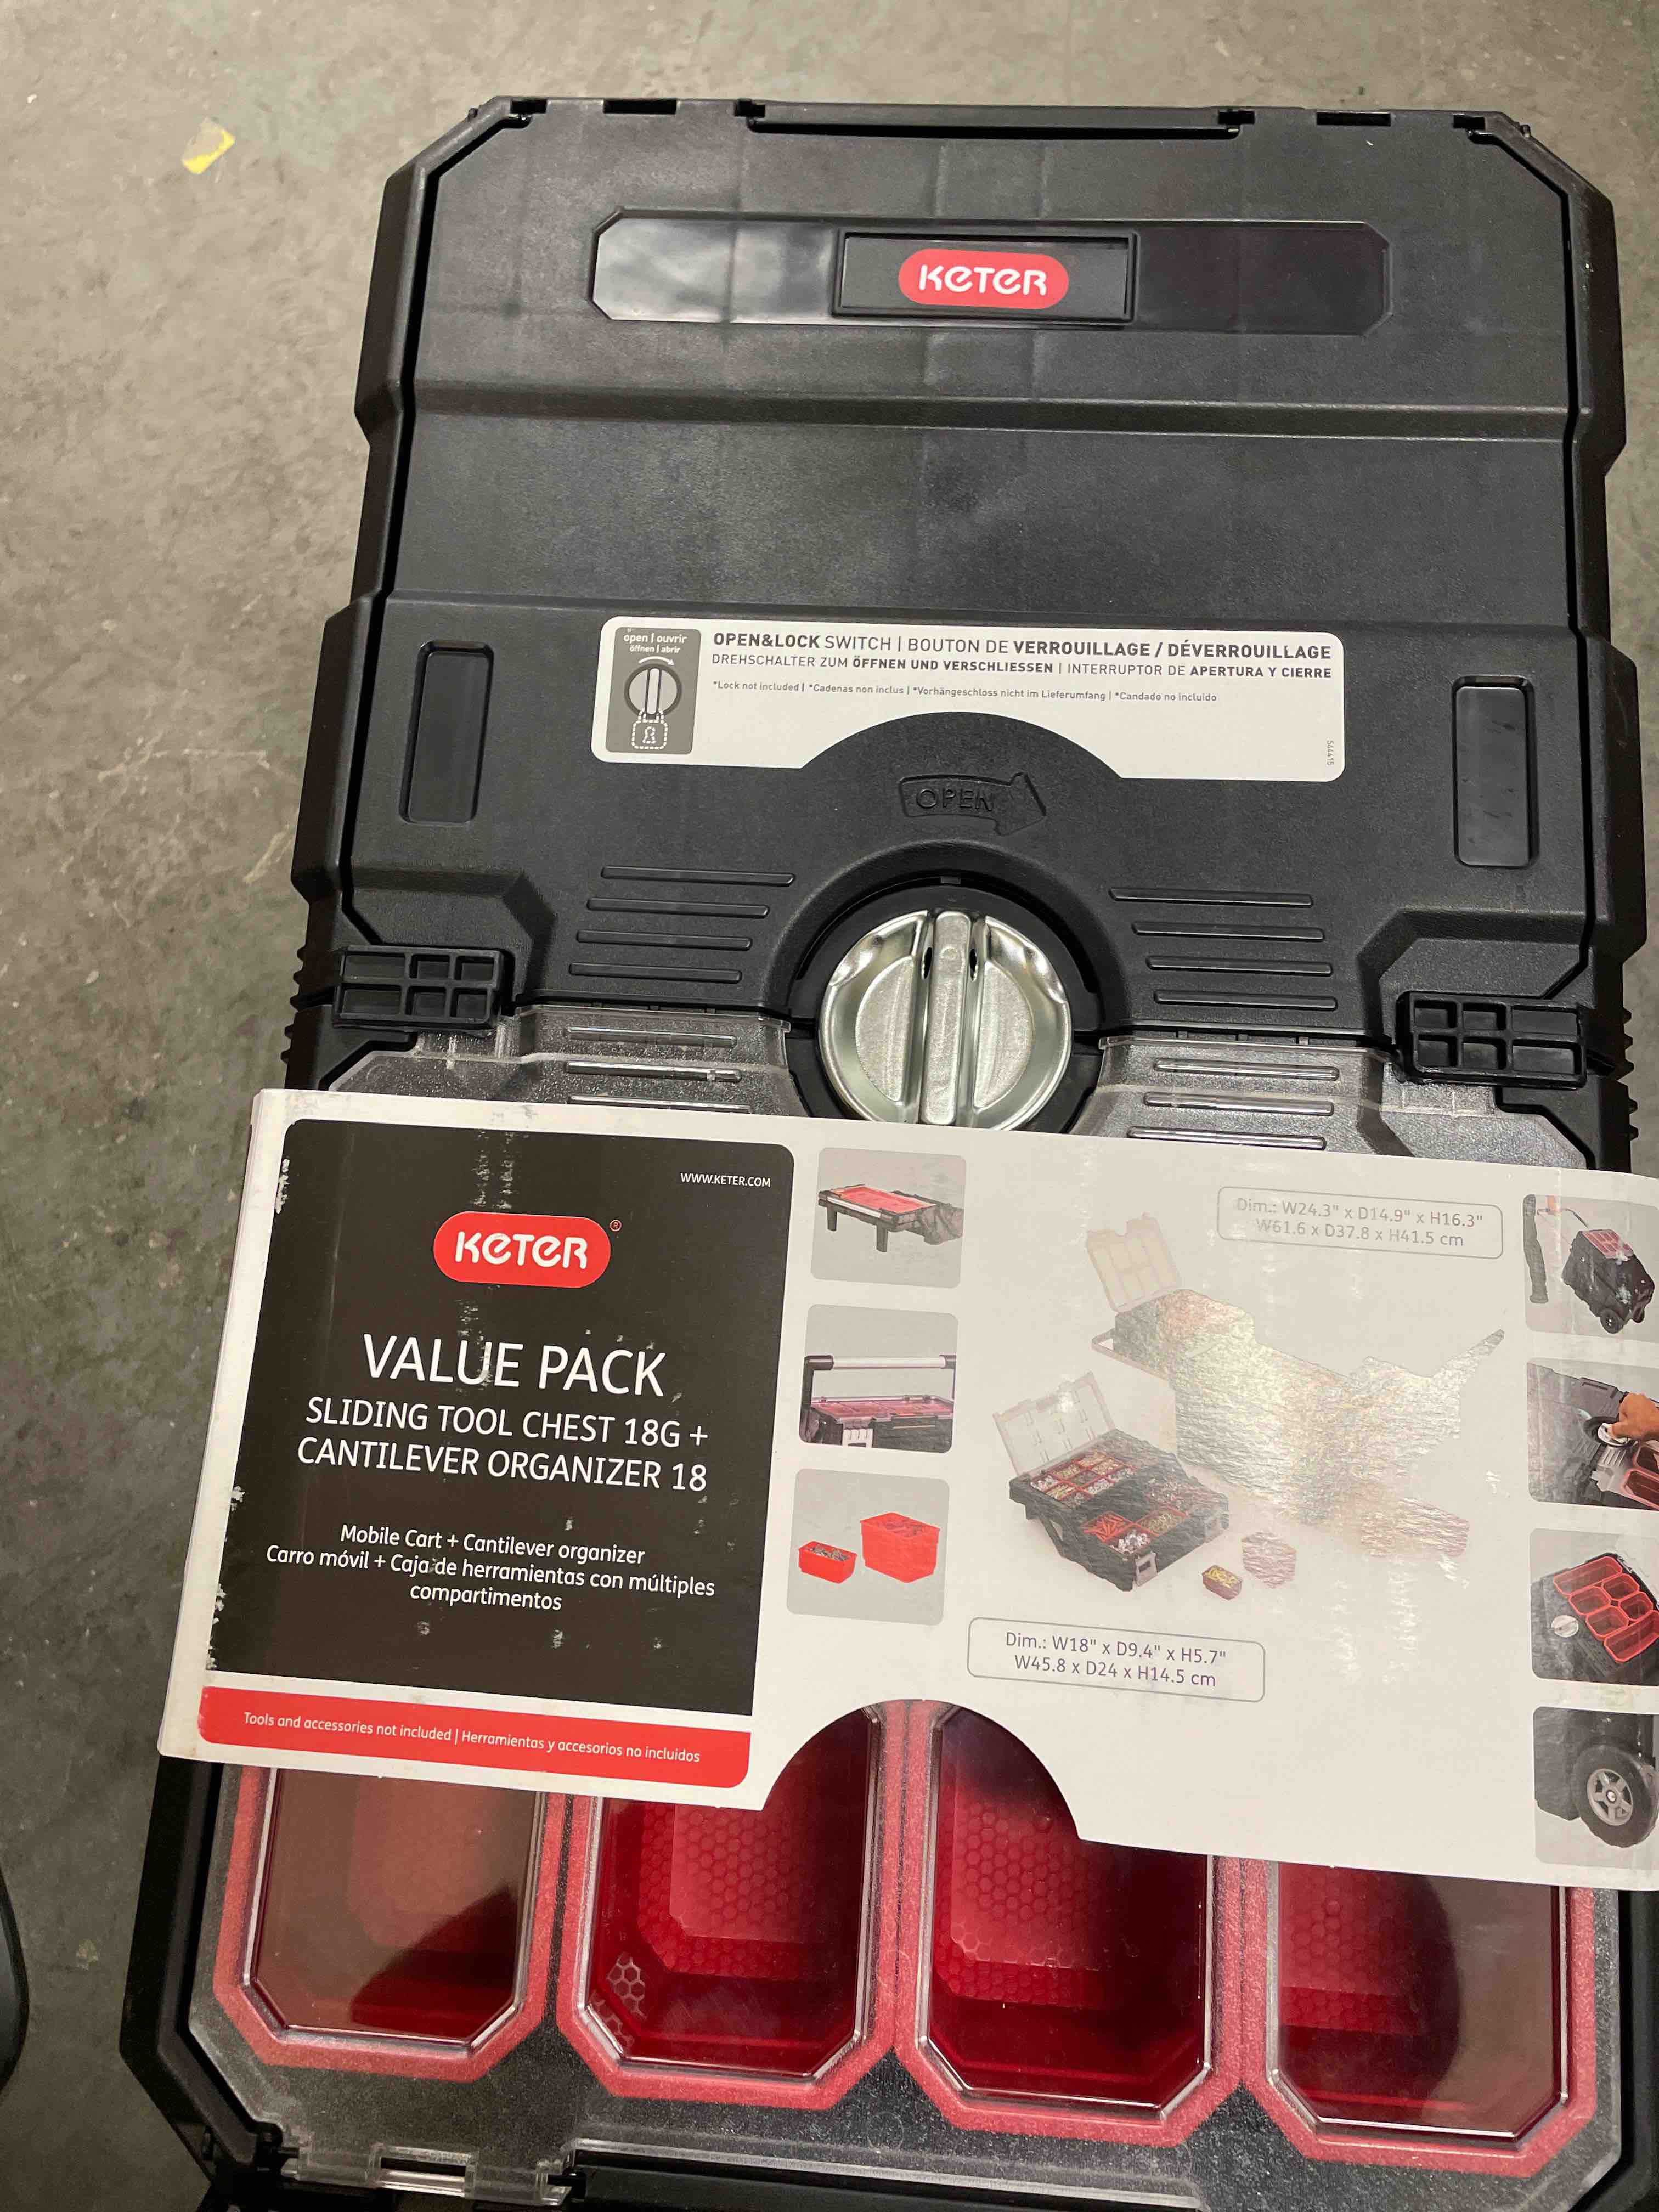 KETER
open | ouvrir
öffnen | abrir
OPEN&LOCK SWITCH | BOUTON DE VERROUILLAGE / DÉVERROUILLAGE
DREHSCHALTER ZUM ÖFFNEN UND VERSCHLIESSEN | INTERRUPTOR DE APERTURA Y CIERRE
*Lock not included | *Cadenas non inclus | *Vorhängeschloss nicht im Lieferumfang | *Candado no incluido
544415
OPEN
WWW.KETER.COM
KETER®
VALUE PACK
SLIDING TOOL CHEST 18G +
CANTILEVER ORGANIZER 18
Mobile Cart + Cantilever organizer
Carro móvil + Caja de herramientas con múltiples
compartimentos
Tools and accessories not included | Herramientas y accesorios no incluidos
Dim.: W24.3" x D14.9" x H16.3"
W61.6 x D37.8 x H41.5 cm
Dim.: W18" x D9.4" x H5.7"
W45.8 x D24 x H14.5 cm